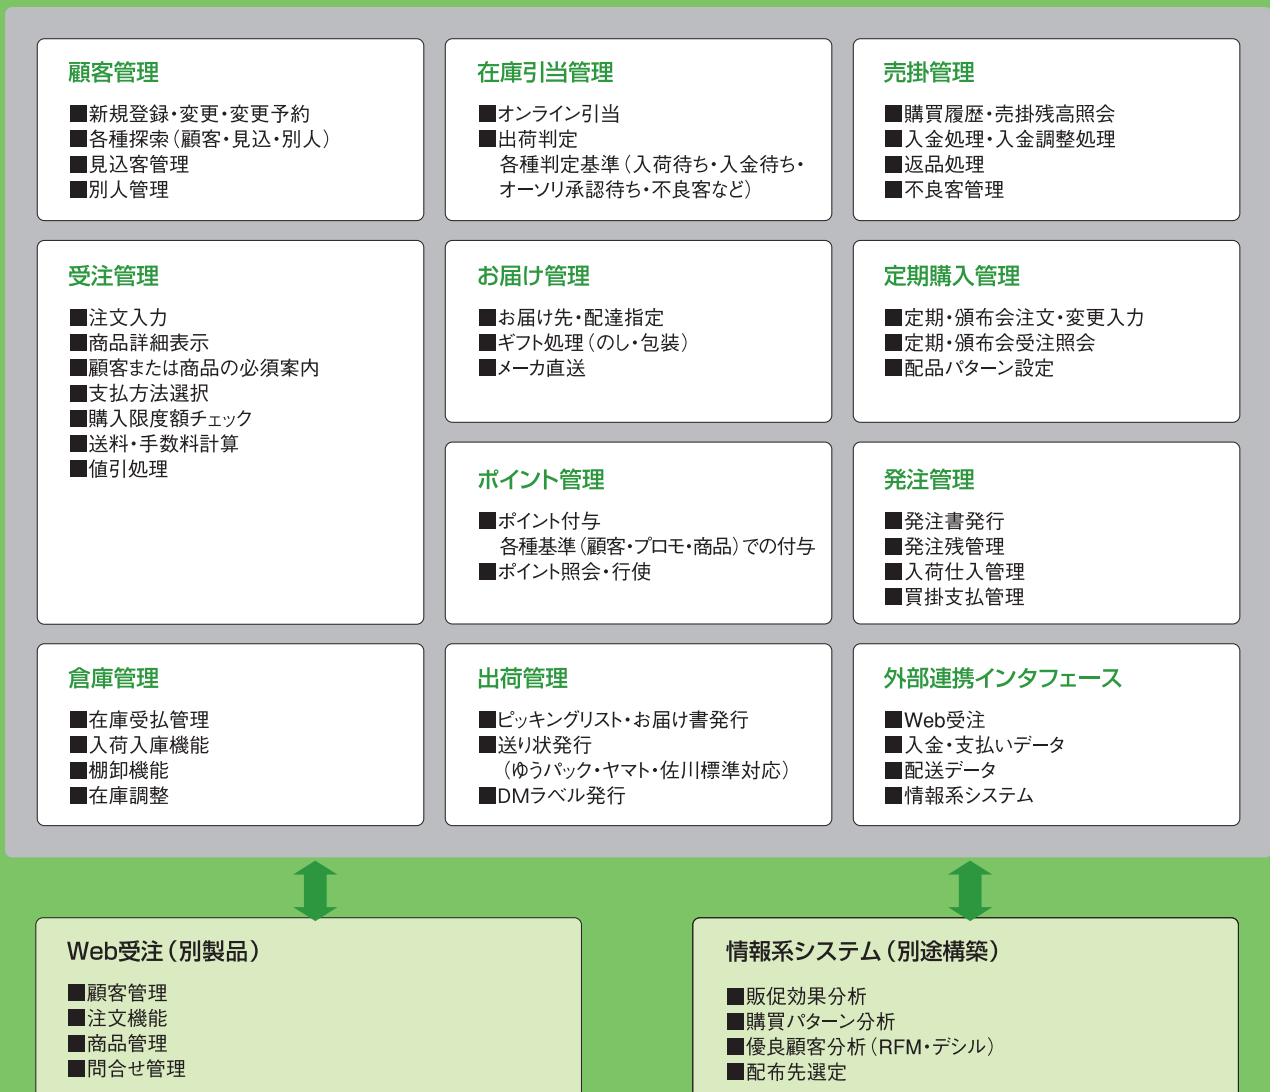 顧客管理
■新規登録・変更・変更予約
■各種探索（顧客・見込・別人）
■見込客管理
■別人管理
在庫引当管理
■オンライン引当
■出荷判定
各種判定基準（入荷待ち・入金待ち・
オーソリ承認待ち・不良客など）
売掛管理
■購買履歴・売掛残高照会
■入金処理・入金調整処理
■返品処理
■不良客管理
受注管理
■注文入力
■商品詳細表示
■顧客または商品の必須案内
■支払方法選択
■購入限度額チェック
■送料・手数料計算
■値引処理
お届け管理
■お届け先・配達指定
■ギフト処理（のし・包装）
■メーカ直送
定期購入管理
■定期・頒布会注文・変更入力
■定期・頒布会受注照会
■配品パターン設定
ポイント管理
■ポイント付与
各種基準（顧客・プロモ・商品）での付与
■ポイント照会・行使
発注管理
■発注書発行
■発注残管理
■入荷仕入管理
■買掛支払管理
倉庫管理
■在庫受払管理
■入荷入庫機能
■棚卸機能
■在庫調整
出荷管理
■ピッキングリスト・お届け書発行
■送り状発行
（ゆうパック・ヤマト・佐川標準対応）
■DMラベル発行
外部連携インタフェース
■Web受注
■入金・支払いデータ
■配送データ
■情報系システム
Web受注（別製品）
■顧客管理
■注文機能
■商品管理
■問合せ管理
情報系システム（別途構築）
■販促効果分析
■購買パターン分析
■優良顧客分析（RFM・デシル）
■配布先選定